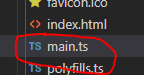 favicon.ico
index.html
TS main.ts
TS polyfills.ts